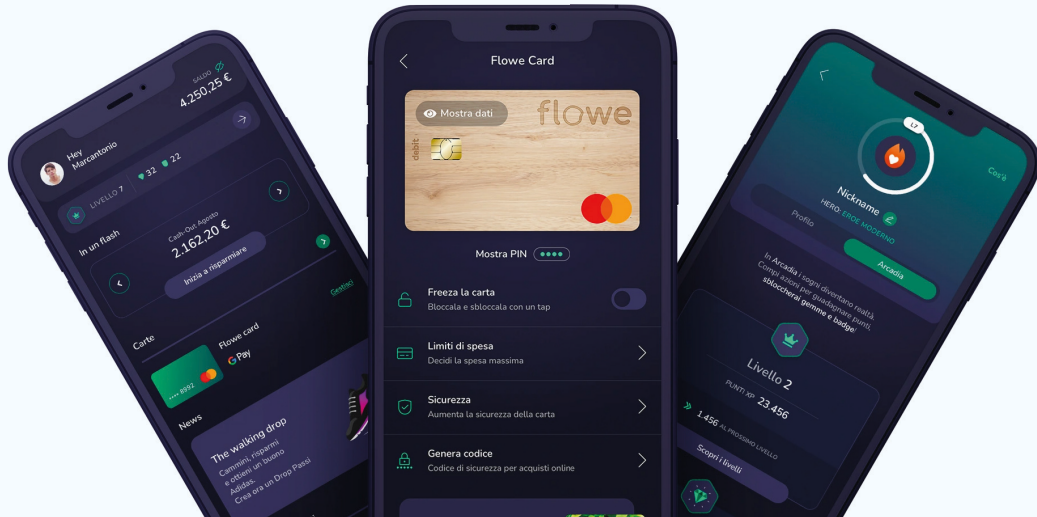 SALDO
4.250,25 €
Hey
Marcantonio
LIVELLO 7
32
22
In un flash
Cash-Out Agosto
2.162,20 €
Inizia a risparmiare
Gestisci
Carte
Flowe card
G Pay
•••• 8992
News
The walking drop
Cammini, risparmi
e ottieni un buono
Adidas.
Crea ora un Drop Passi
Flowe Card
Mostra dati
flowe
debit
Mostra PIN
Freeza la carta
Bloccala e sbloccala con un tap
Limiti di spesa
Decidi la spesa massima
Sicurezza
Aumenta la sicurezza della carta
Genera codice
Codice di sicurezza per acquisti online
L7
Cos'è
Nickname
HERO: EROE MODERNO
Profilo
Arcadia
In Arcadia i sogni diventano realtà.
Compi azioni per guadagnare punti,
sbloccherai gemme e badge!
Livello 2
PUNTI XP 23.456
1.456 AL PROSSIMO LIVELLO
Scopri i livelli